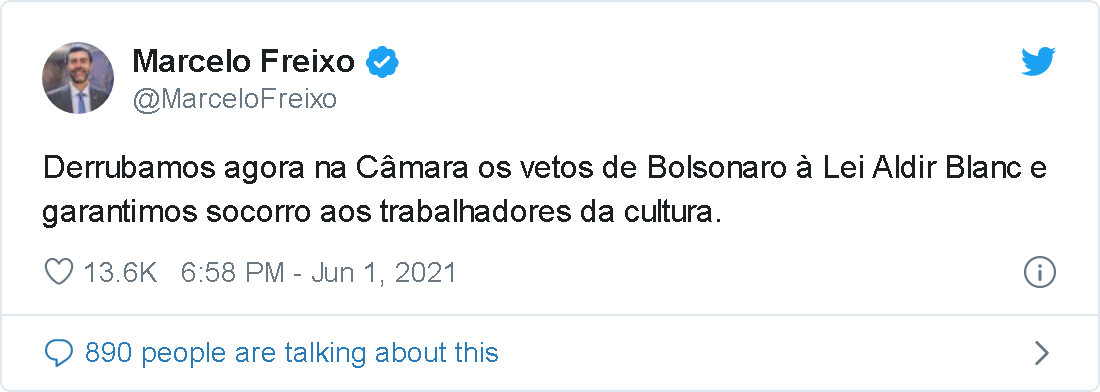 Marcelo Freixo
@MarceloFreixo
Derrubamos agora na Câmara os vetos de Bolsonaro à Lei Aldir Blanc e
garantimos socorro aos trabalhadores da cultura.
13.6K 6:58 PM - Jun 1, 2021
890 people are talking about this